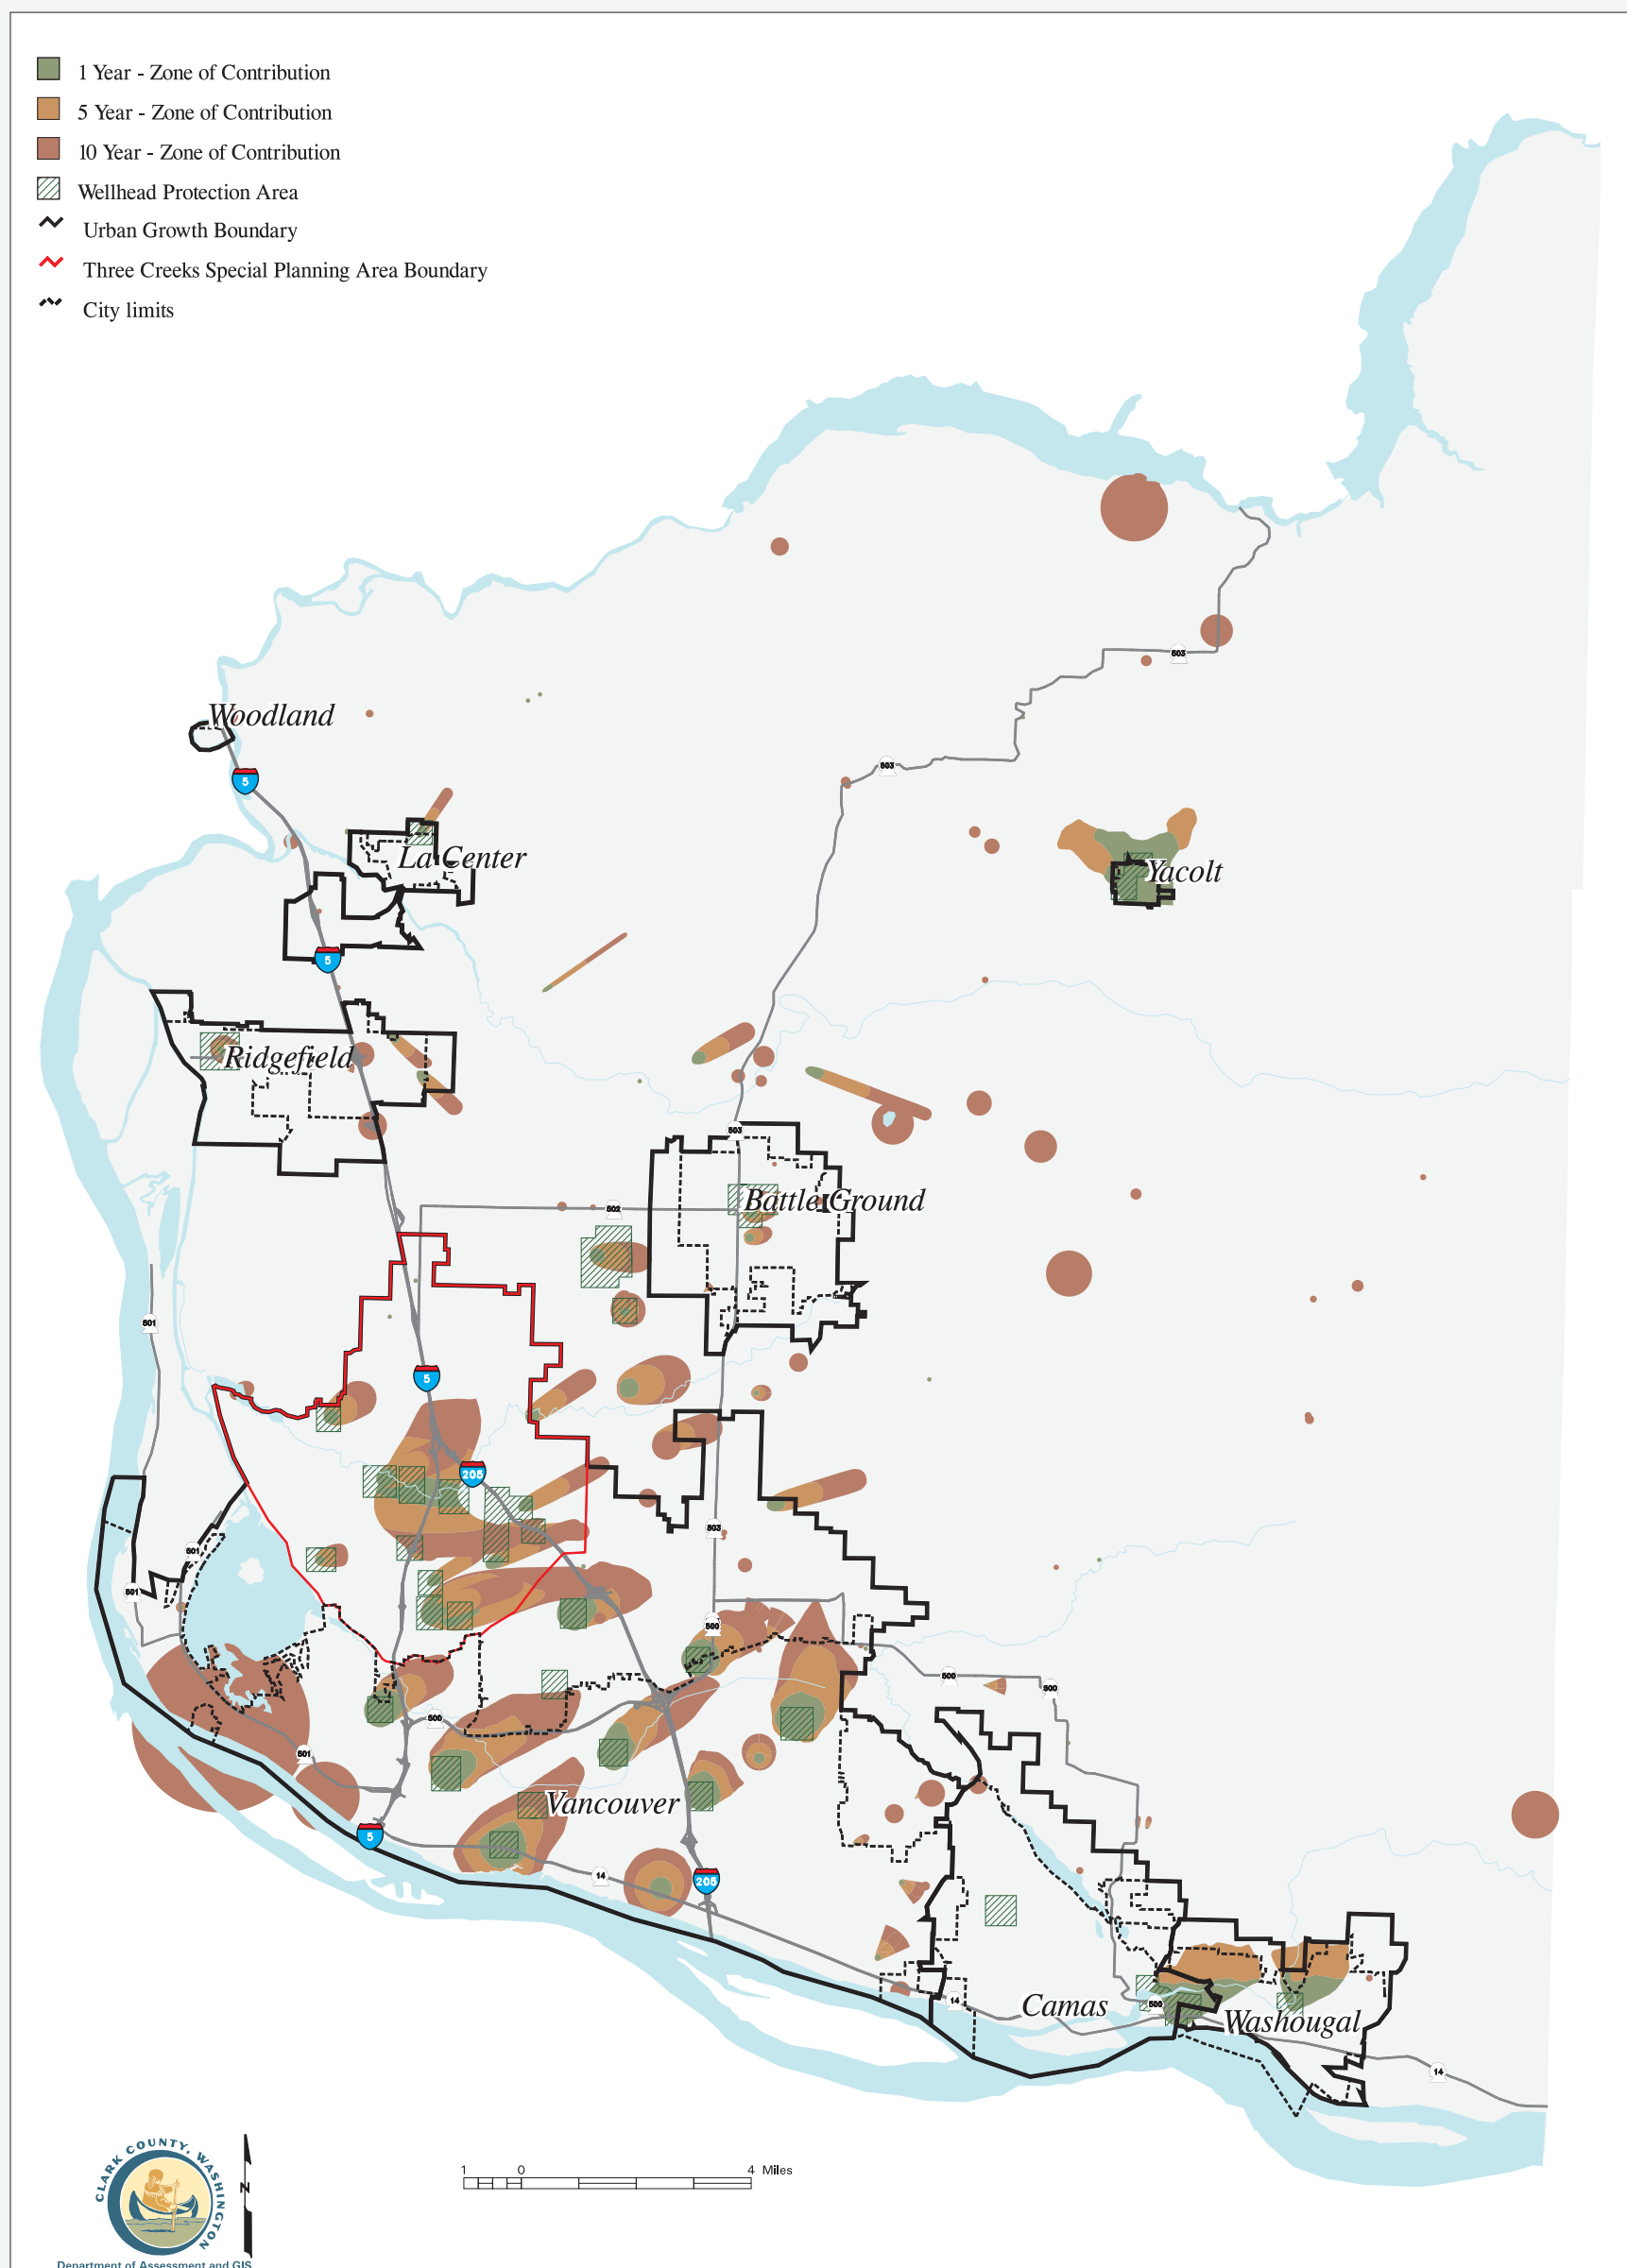 1 Year - Zone of Contribution
5 Year - Zone of Contribution
10 Year - Zone of Contribution
Wellhead Protection Area
Urban Growth Boundary
Three Creeks Special Planning Area Boundary
City limits
503
Woodland
503
5
La Center
Yacolt
5
Ridgefield
503
Battle Ground
502
501
5
205
503
501
501
500
500
500
500
501
Vancouver
5
14
205
14
Camas
500
Washougal
14
1 0 4 Miles
CLARK COUNTY, WASHINGTON
N
Department of Assessment and GIS